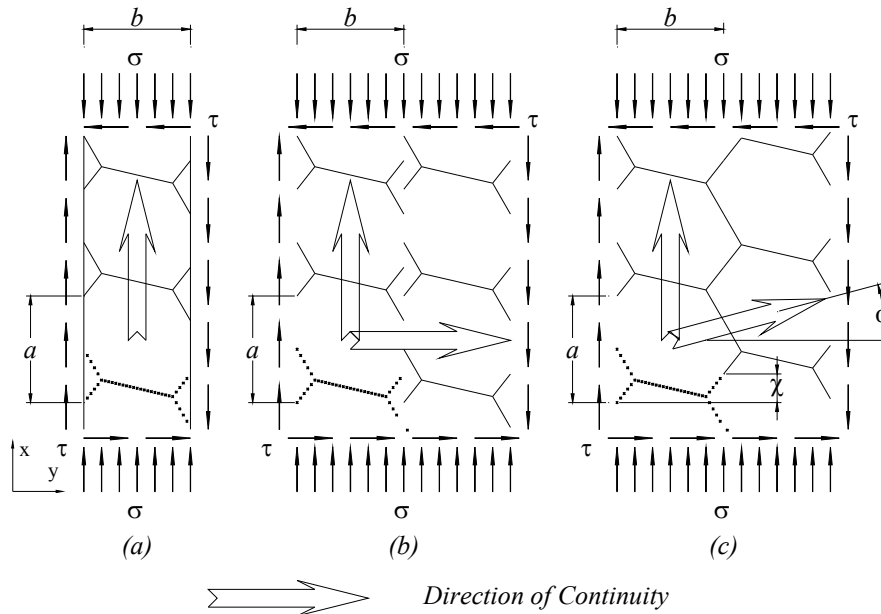 b b b
σ σ σ
τ τ τ
a a a
α
χ
τ τ τ
x
y
σ σ σ
(a) (b) (c)
Direction of Continuity